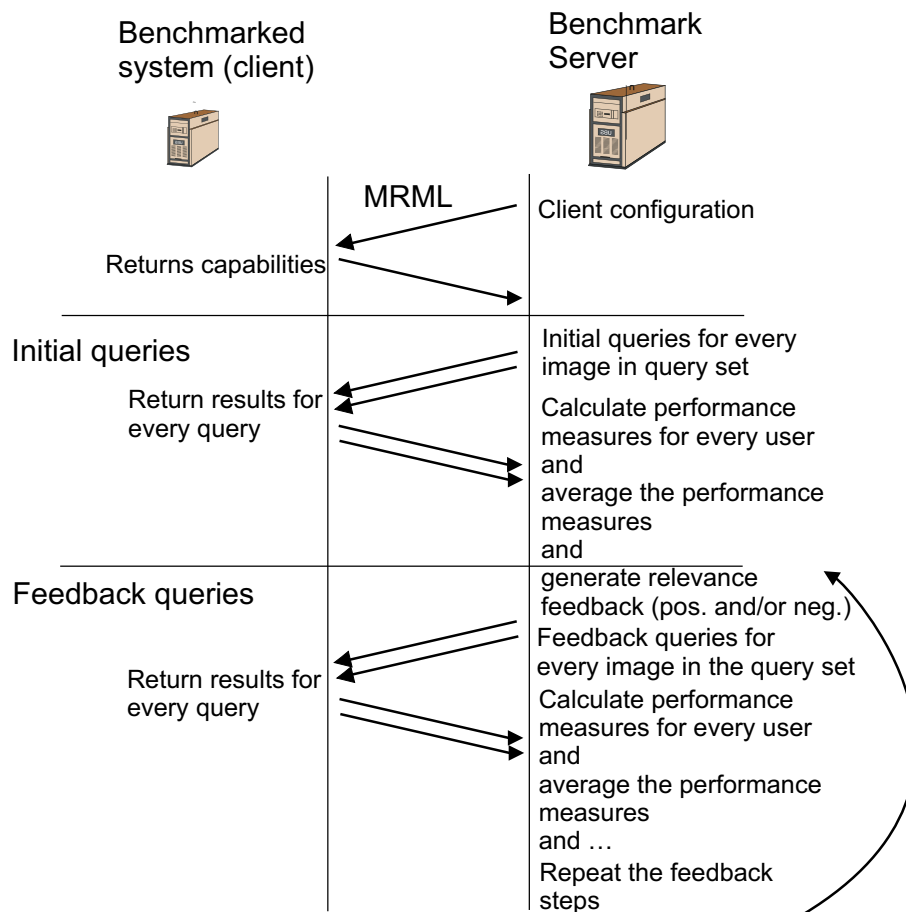 Benchmarked
system (client)
Benchmark
Server
MRML
Client configuration
Returns capabilities
Initial queries
Initial queries for every
image in query set
Return results for
every query
Calculate performance
measures for every user
and
average the performance
measures
and
generate relevance
feedback (pos. and/or neg.)
Feedback queries
Feedback queries for
every image in the query set
Return results for
every query
Calculate performance
measures for every user
and
average the performance
measures
and …
Repeat the feedback
steps